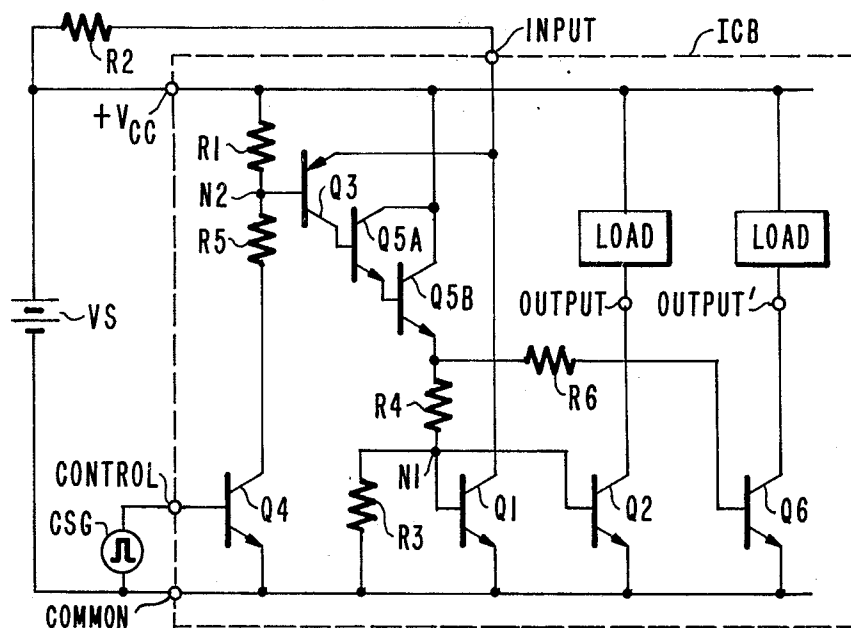 INPUT
ICB
R2
+VCC
R1
N2
Q3
R5
Q5A
LOAD
LOAD
Q5B
OUTPUT
OUTPUT'
VS
R4
R6
CONTROL
N1
CSG
Q4
R3
Q1
Q2
Q6
COMMON